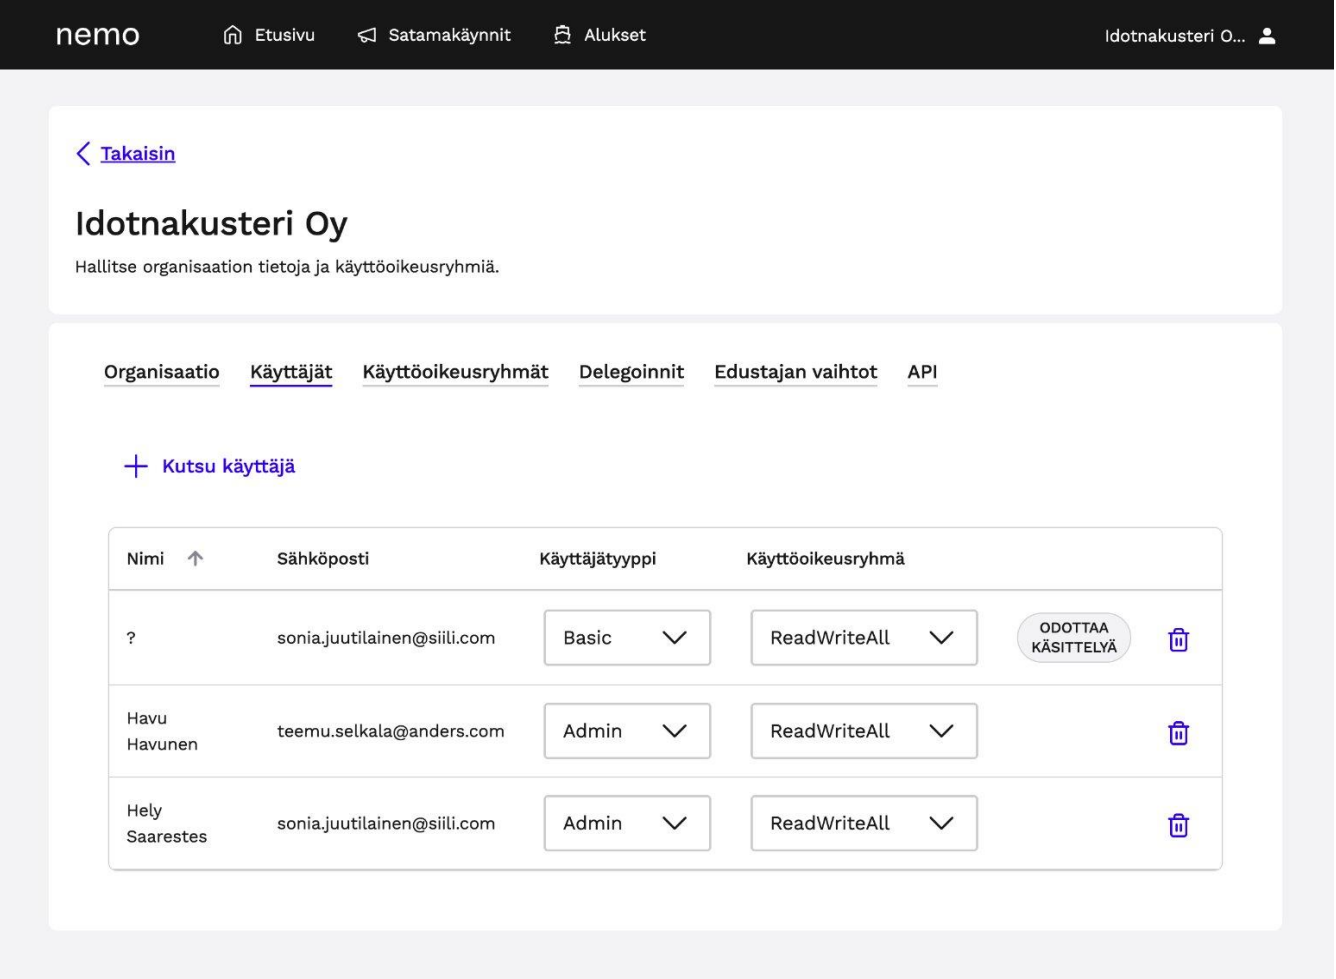 nemo
Etusivu
Satamakäynnit
Alukset
Idotnakusteri O...
Takaisin
Idotnakusteri Oy
Hallitse organisaation tietoja ja käyttöoikeusryhmiä.
Organisaatio
Käyttäjät
Käyttöoikeusryhmät
Delegoinnit
Edustajan vaihtot
API
Kutsu käyttäjä
Nimi
Sähköposti
Käyttäjätyyppi
Käyttöoikeusryhmä
?
sonia.juutilainen@siili.com
Basic
ReadWriteAll
ODOTTAA
KÄSITTELYÄ
Havu
Havunen
teemu.selkala@anders.com
Admin
ReadWriteAll
Hely
Saarestes
sonia.juutilainen@siili.com
Admin
ReadWriteAll